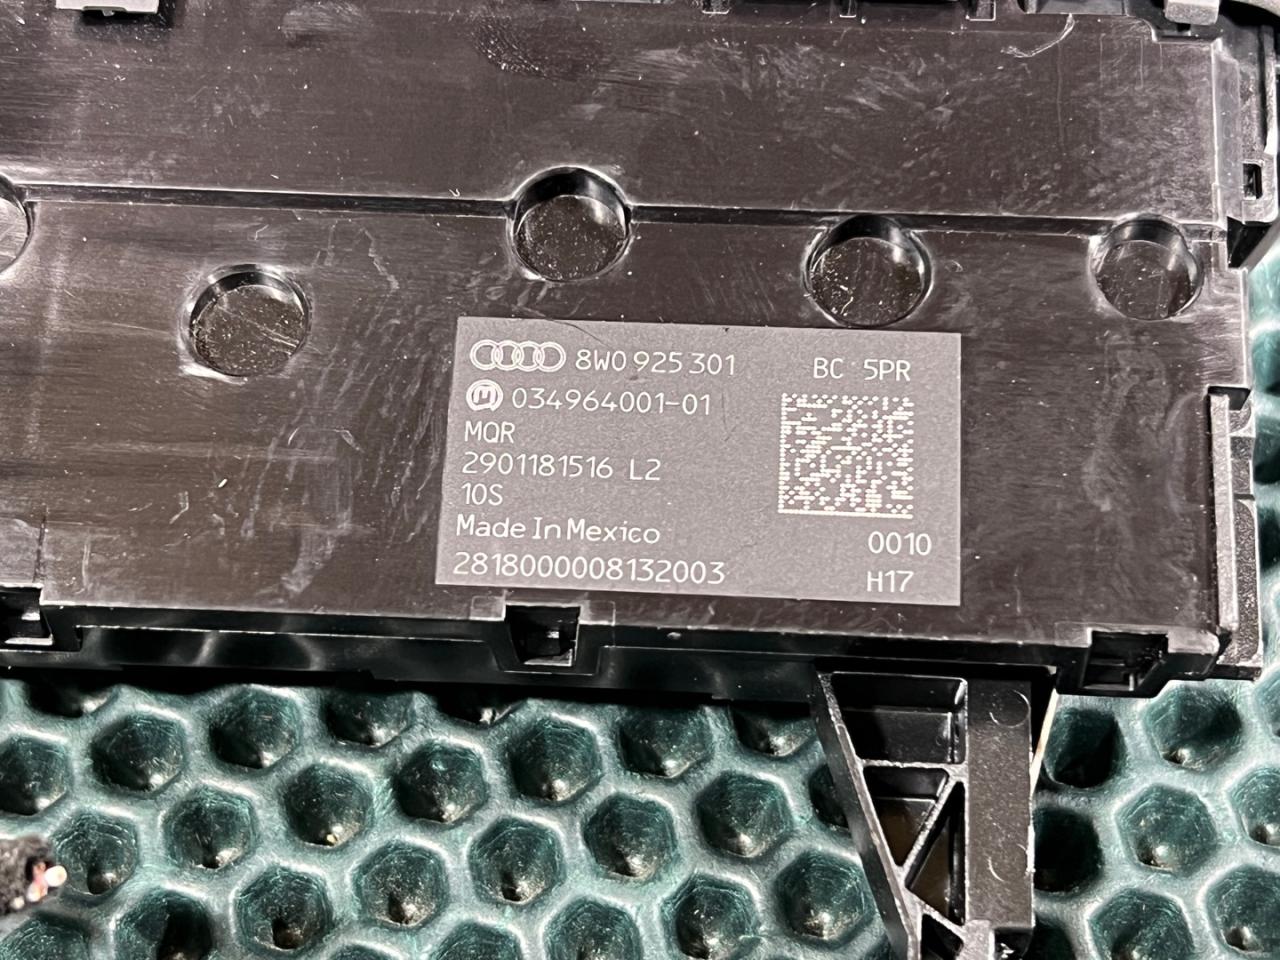 8W0 925 301 BC 5PR
M 034964001-01
MQR
2901181516 L2
10S
Made In Mexico 0010
2818000008132003 H17